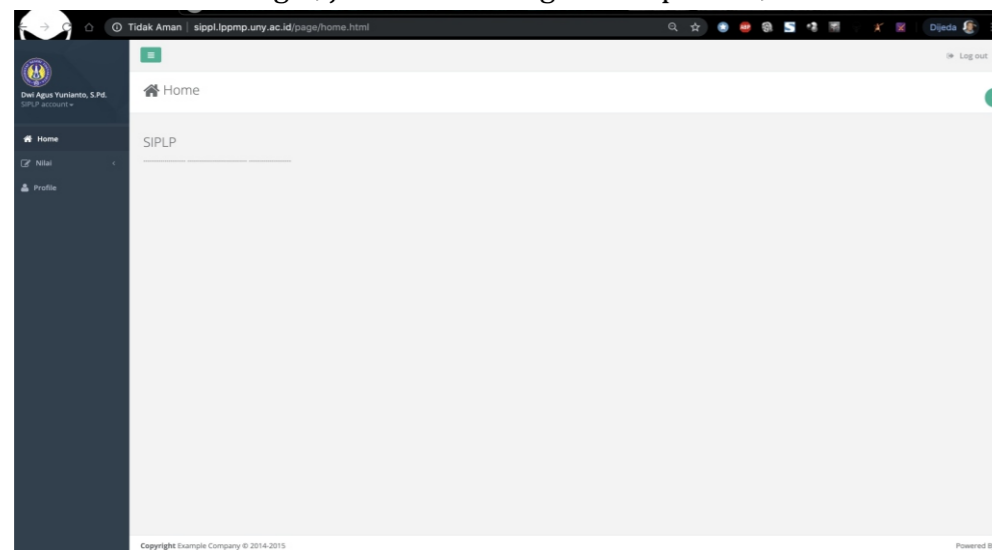 Tidak Aman | sippl.lppmp.uny.ac.id/page/home.html
Dijeda
Log out
Dwi Agus Yunianto, S.Pd.
SIPLP account
Home
Home
SIPLP
Nilai
Profile
Copyright Example Company © 2014-2015
Powered B